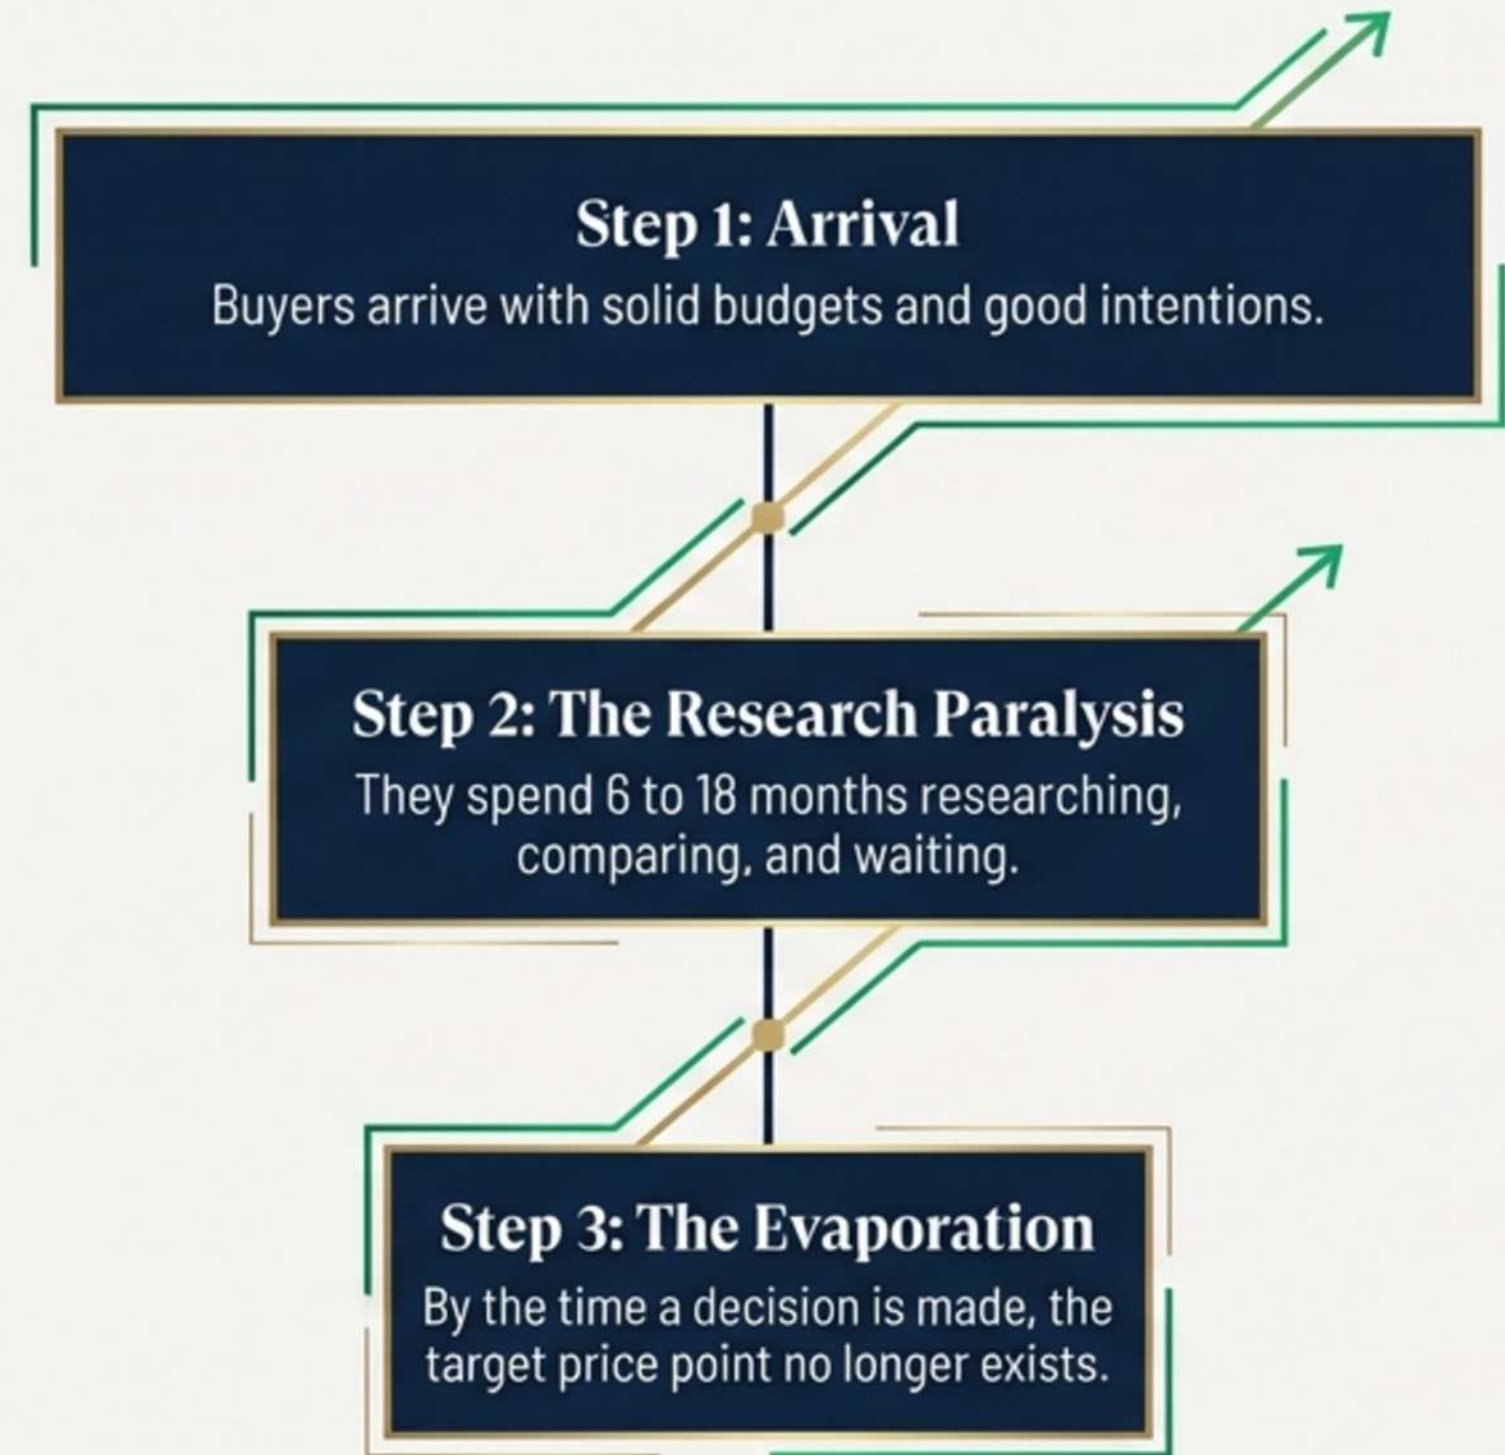 Step 1: Arrival
Buyers arrive with solid budgets and good intentions.
Step 2: The Research Paralysis
They spend 6 to 18 months researching,
comparing, and waiting.
Step 3: The Evaporation
By the time a decision is made, the
target price point no longer exists.